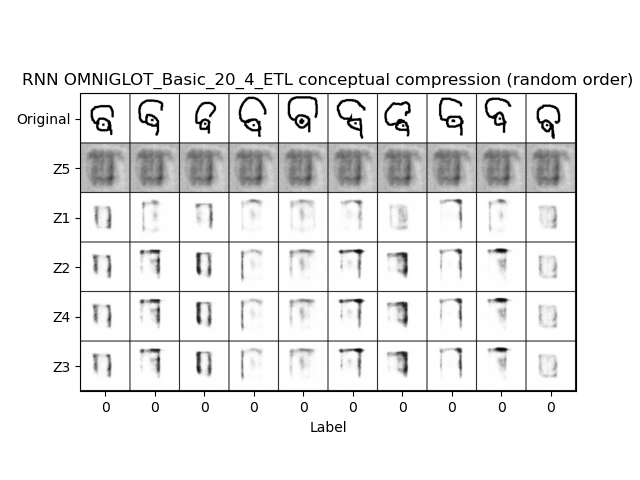 RNN OMNIGLOT_Basic_20_4_ETL conceptual compression (random order)
Original
Z5
Z1
Z2
Z4
Z3
0 0 0 0 0 0 0 0 0 0
Label